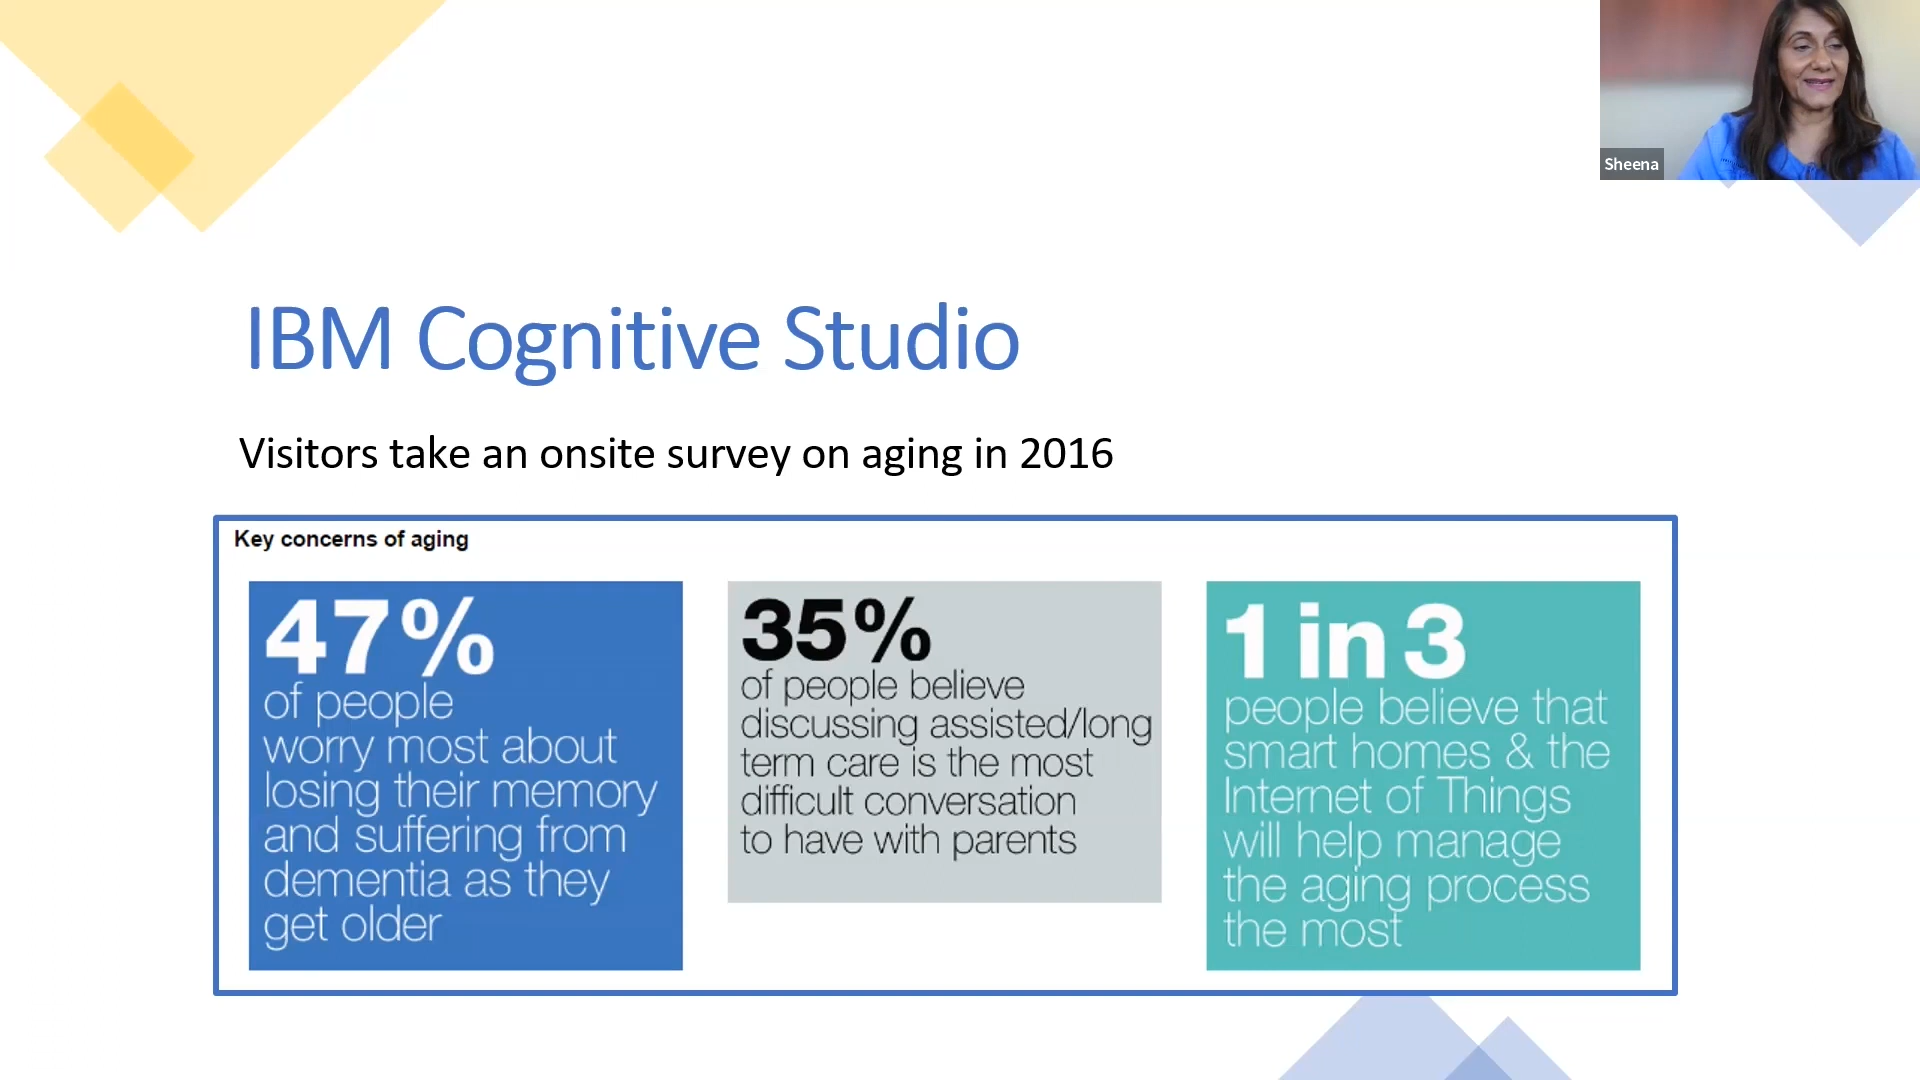 Sheena
IBM Cognitive Studio
Visitors take an onsite survey on aging in 2016
Key concerns of aging
47%
of people
worry most about
losing their memory
and suffering from
dementia as they
get older
35%
of people believe
discussing assisted/long
term care is the most
difficult conversation
to have with parents
1 in 3
people believe that
smart homes & the
Internet of Things
will help manage
the aging process
the most